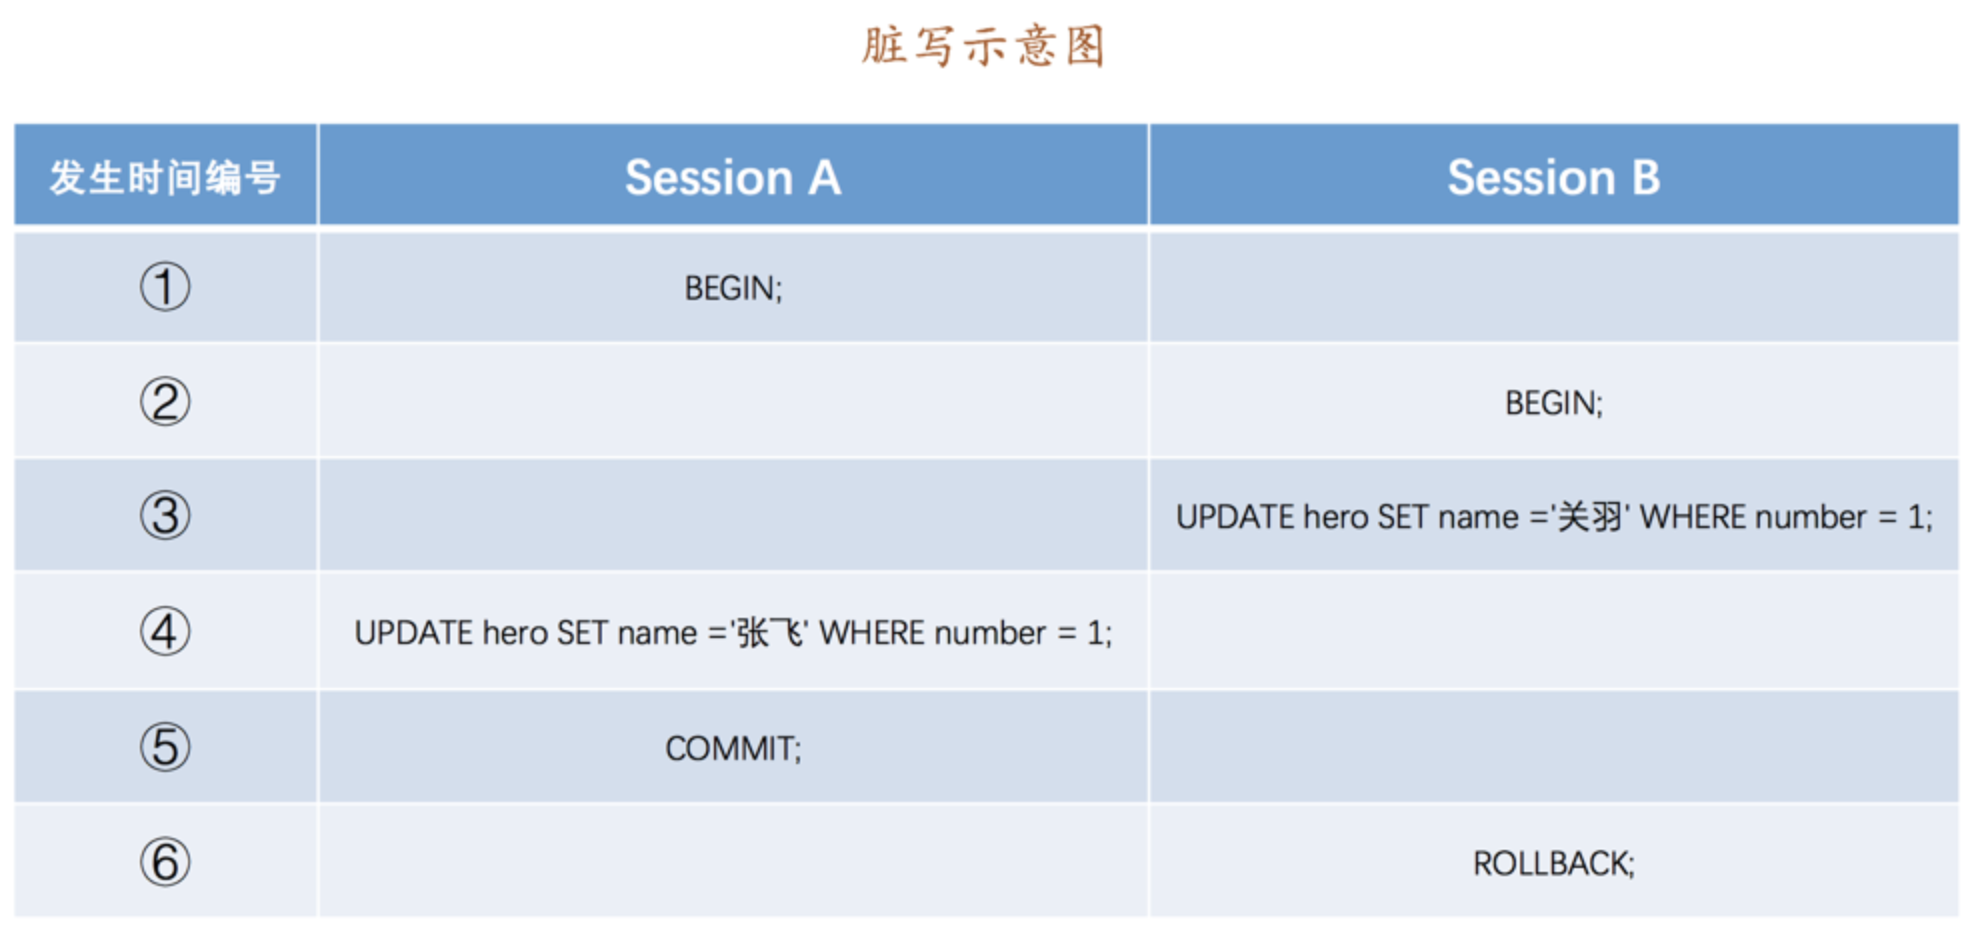 脏写示意图
发生时间编号 Session A Session B
① BEGIN;
② BEGIN;
③ UPDATE hero SET name ='关羽' WHERE number = 1;
④ UPDATE hero SET name ='张飞' WHERE number = 1;
⑤ COMMIT;
⑥ ROLLBACK;